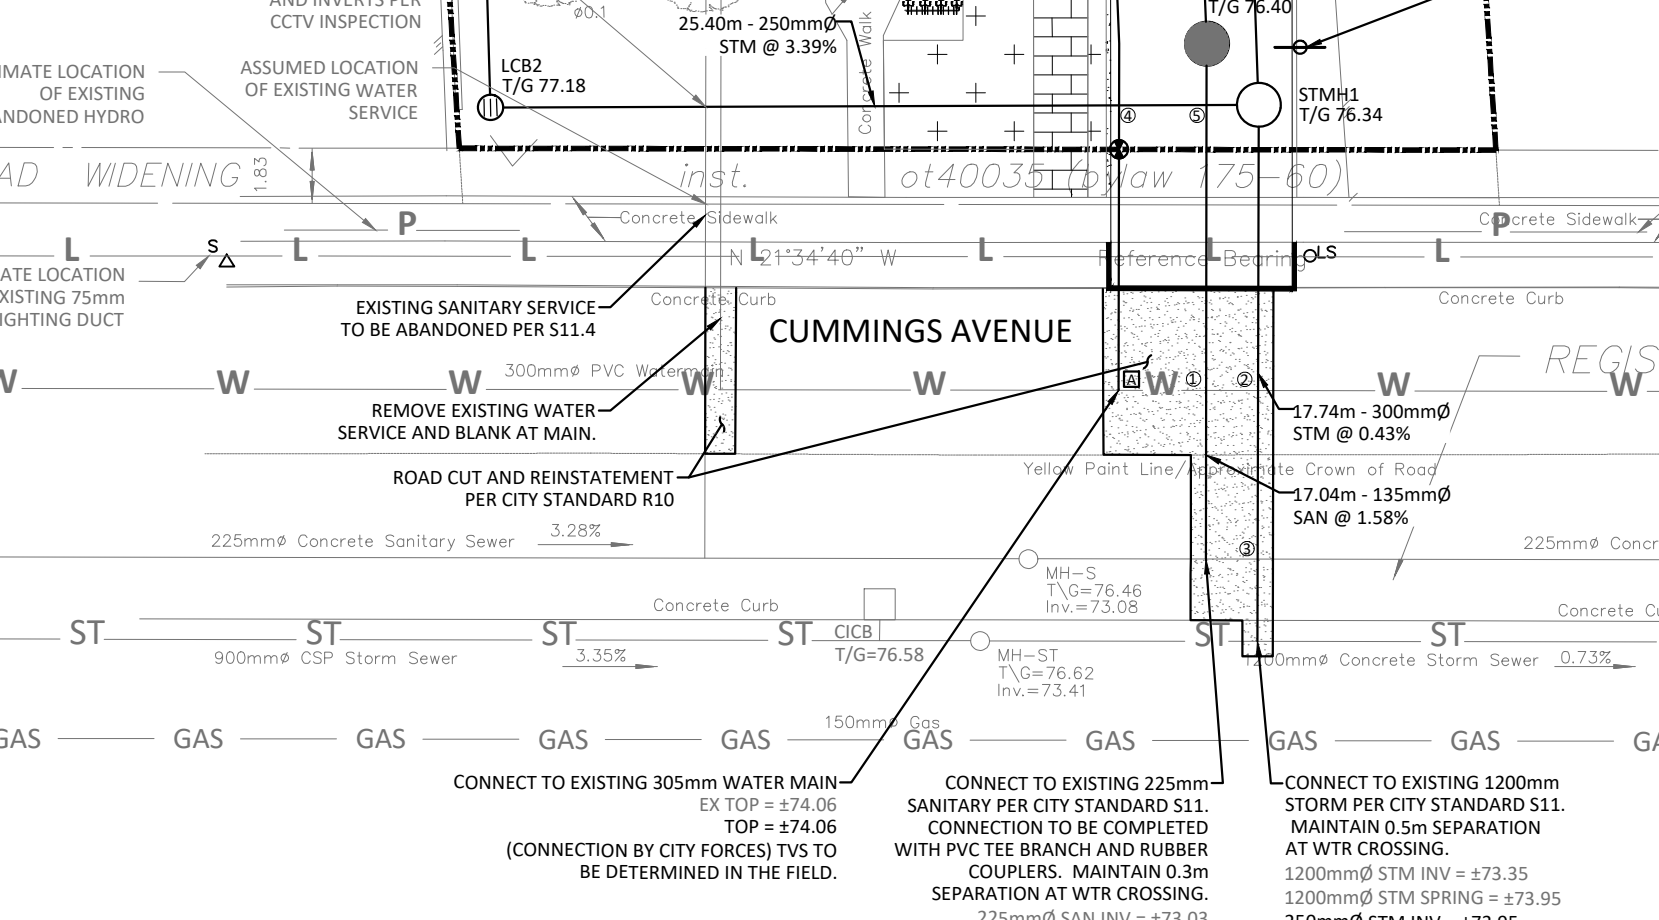 AND INVERTS PER
CCTV INSPECTION
ø0.1
25.40m - 250mmØ
STM @ 3.39%
Concrete Walk
T/G 76.40
IMATE LOCATION
OF EXISTING
NDONED HYDRO
ASSUMED LOCATION
OF EXISTING WATER
SERVICE
LCB2
T/G 77.18
STMH1
T/G 76.34
④
⑤
AD WIDENING
1.83
inst. ot40035 (bylaw 175-60)
P
Concrete Sidewalk
Concrete Sidewalk
P
S
L
L
L
L
L
L
L
N 21°34'40" W
Reference Bearing
LS
ATE LOCATION
XISTING 75mm
IGHTING DUCT
EXISTING SANITARY SERVICE
TO BE ABANDONED PER S11.4
Concrete Curb
Concrete Curb
CUMMINGS AVENUE
REGIS
300mmø PVC Watermain
W
W
W
W
W
W
W
W
A
①
②
REMOVE EXISTING WATER
SERVICE AND BLANK AT MAIN.
17.74m - 300mmØ
STM @ 0.43%
ROAD CUT AND REINSTATEMENT
PER CITY STANDARD R10
Yellow Paint Line/Approximate Crown of Road
17.04m - 135mmØ
SAN @ 1.58%
225mmø Concrete Sanitary Sewer
3.28%
③
225mmø Concr
MH-S
T\G=76.46
Inv.=73.08
Concrete Curb
Concrete Cu
ST
ST
ST
ST
ST
ST
CICB
T/G=76.58
900mmø CSP Storm Sewer
3.35%
MH-ST
T\G=76.62
Inv.=73.41
1200mmø Concrete Storm Sewer
0.73%
150mmø Gas
GAS
GAS
GAS
GAS
GAS
GAS
GAS
GAS
GAS
GA
CONNECT TO EXISTING 305mm WATER MAIN
EX TOP = ±74.06
TOP = ±74.06
(CONNECTION BY CITY FORCES) TVS TO
BE DETERMINED IN THE FIELD.
CONNECT TO EXISTING 225mm
SANITARY PER CITY STANDARD S11.
CONNECTION TO BE COMPLETED
WITH PVC TEE BRANCH AND RUBBER
COUPLERS. MAINTAIN 0.3m
SEPARATION AT WTR CROSSING.
225mmØ SAN INV = ±73.03
CONNECT TO EXISTING 1200mm
STORM PER CITY STANDARD S11.
MAINTAIN 0.5m SEPARATION
AT WTR CROSSING.
1200mmØ STM INV = ±73.35
1200mmØ STM SPRING = ±73.95